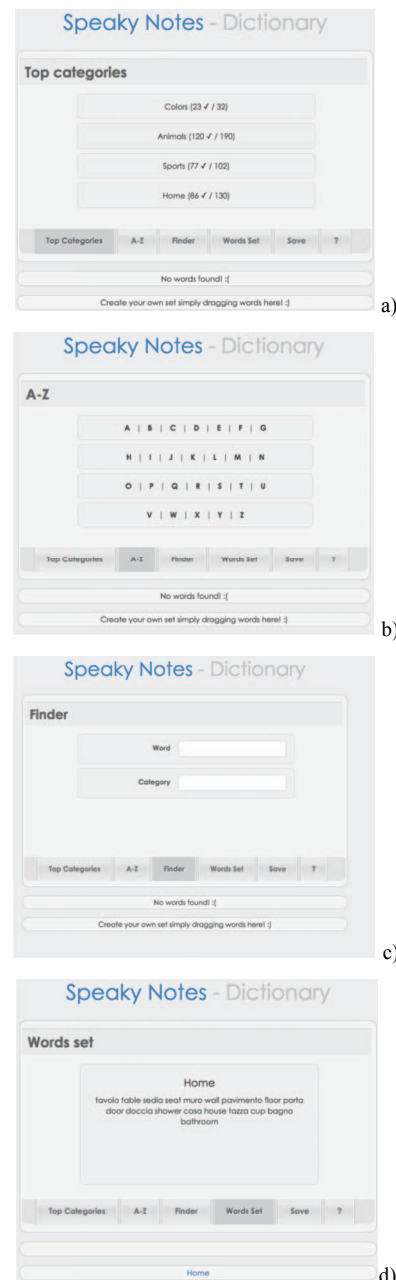 Speaky Notes - Dictionary
Top categories
Colors (23 ✓ / 32)
Animals (120 ✓ / 190)
Sports (77 ✓ / 102)
Home (86 ✓ / 130)
Top Categories A-Z Finder Words Set Save ?
No words found! :(
Create your own set simply dragging words here! :)
a)
Speaky Notes - Dictionary
A-Z
A | B | C | D | E | F | G
H | I | J | K | L | M | N
O | P | Q | R | S | T | U
V | W | X | Y | Z
Top Categories A-Z Finder Words Set Save ?
No words found! :(
Create your own set simply dragging words here! :)
b)
Speaky Notes - Dictionary
Finder
Word
Category
Top Categories A-Z Finder Words Set Save ?
No words found! :(
Create your own set simply dragging words here! :)
c)
Speaky Notes - Dictionary
Words set
Home
tavolo table sedia seat muro wall pavimento floor porta
door doccia shower casa house tazza cup bagno
bathroom
Top Categories A-Z Finder Words Set Save ?
Home
d)